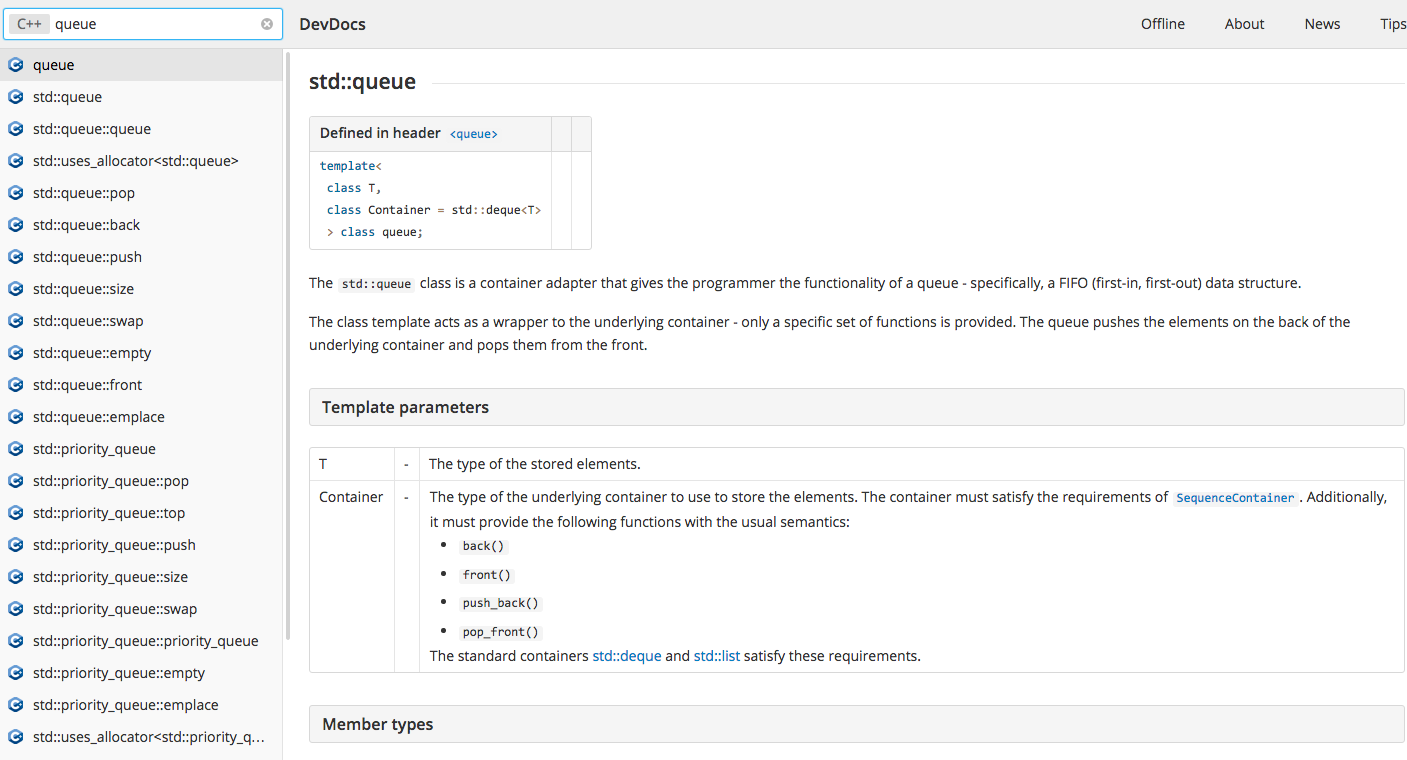 C++ queue
DevDocs
Offline About News Tips
queue
std::queue
std::queue::queue
std::uses_allocator<std::queue>
std::queue::pop
std::queue::back
std::queue::push
std::queue::size
std::queue::swap
std::queue::empty
std::queue::front
std::queue::emplace
std::priority_queue
std::priority_queue::pop
std::priority_queue::top
std::priority_queue::push
std::priority_queue::size
std::priority_queue::swap
std::priority_queue::priority_queue
std::priority_queue::empty
std::priority_queue::emplace
std::uses_allocator<std::priority_q...
std::queue
Defined in header <queue>
template<
class T,
class Container = std::deque<T>
> class queue;
The std::queue class is a container adapter that gives the programmer the functionality of a queue - specifically, a FIFO (first-in, first-out) data structure.
The class template acts as a wrapper to the underlying container - only a specific set of functions is provided. The queue pushes the elements on the back of the
underlying container and pops them from the front.
Template parameters
T - The type of the stored elements.
Container - The type of the underlying container to use to store the elements. The container must satisfy the requirements of SequenceContainer. Additionally,
it must provide the following functions with the usual semantics:
• back()
• front()
• push_back()
• pop_front()
The standard containers std::deque and std::list satisfy these requirements.
Member types